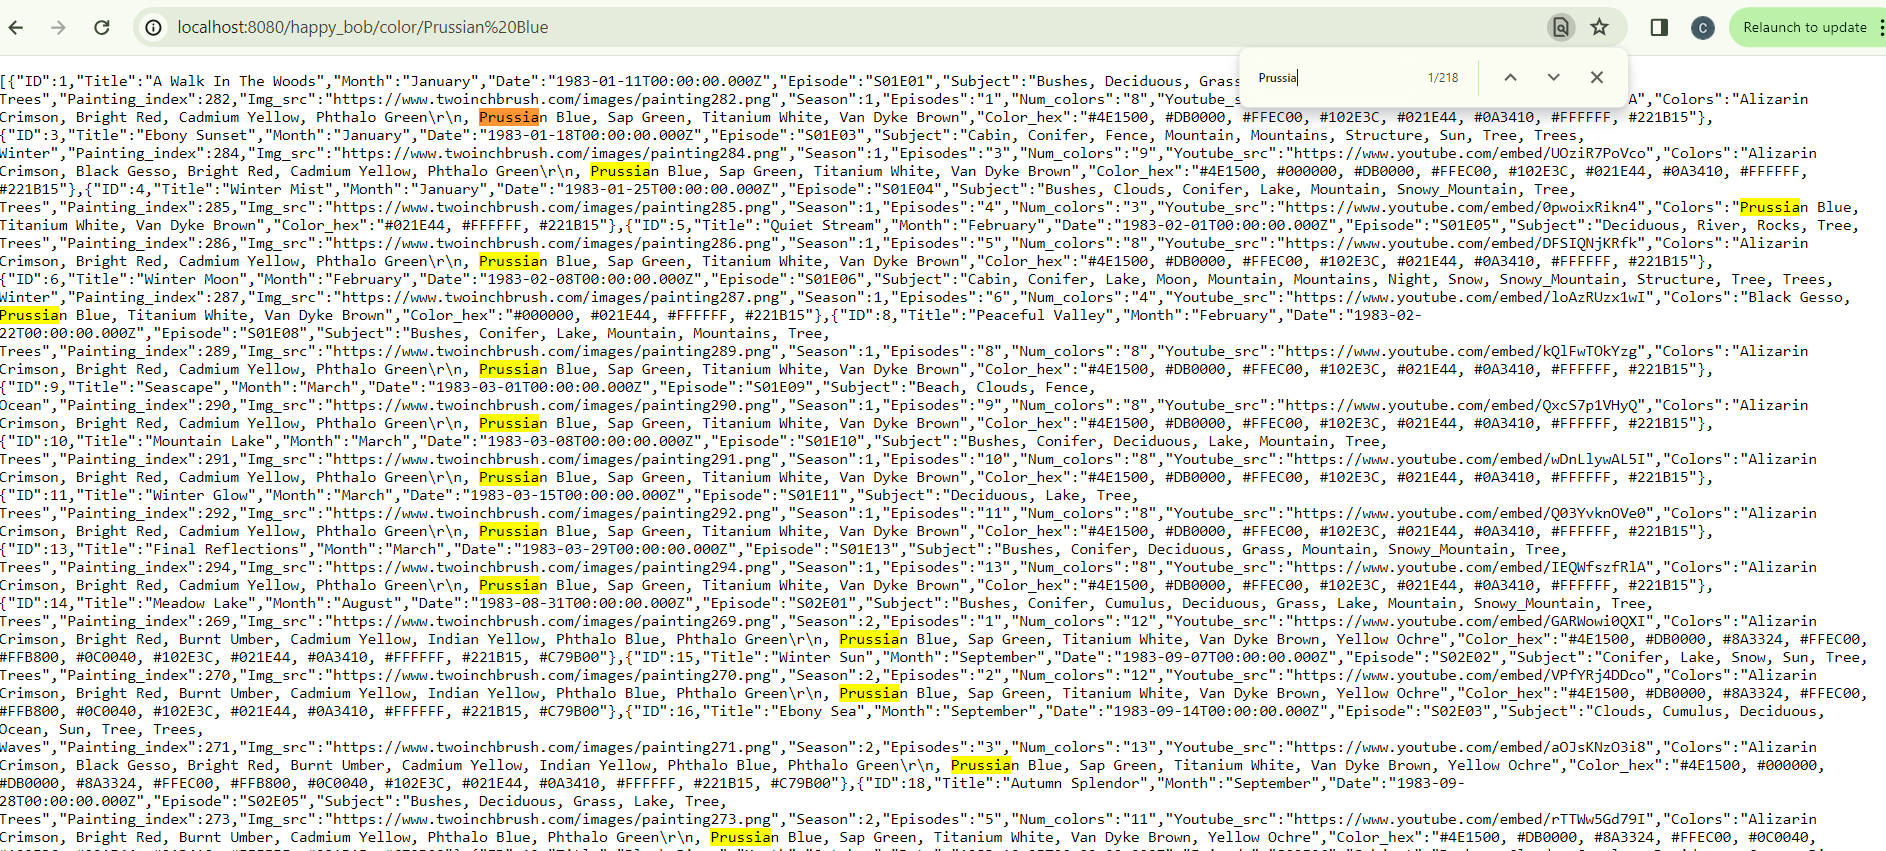 localhost:8080/happy_bob/color/Prussian%20Blue
C
Relaunch to update
Prussia
1/218
[{"ID":1,"Title":"A Walk In The Woods","Month":"January","Date":"1983-01-11T00:00:00.000Z","Episode":"S01E01","Subject":"Bushes, Deciduous, Grass
Trees","Painting_index":282,"Img_src":"https://www.twoinchbrush.com/images/painting282.png","Season":1,"Episodes":"1","Num_colors":"8","Youtube_s A","Colors":"Alizarin
Crimson, Bright Red, Cadmium Yellow, Phthalo Green\r\n, Prussian Blue, Sap Green, Titanium White, Van Dyke Brown","Color_hex":"#4E1500, #DB0000, #FFEC00, #102E3C, #021E44, #0A3410, #FFFFFF, #221B15"},
{"ID":3,"Title":"Ebony Sunset","Month":"January","Date":"1983-01-18T00:00:00.000Z","Episode":"S01E03","Subject":"Cabin, Conifer, Fence, Mountain, Mountains, Structure, Sun, Tree, Trees,
Winter","Painting_index":284,"Img_src":"https://www.twoinchbrush.com/images/painting284.png","Season":1,"Episodes":"3","Num_colors":"9","Youtube_src":"https://www.youtube.com/embed/UOziR7PoVco","Colors":"Alizarin
Crimson, Black Gesso, Bright Red, Cadmium Yellow, Phthalo Green\r\n, Prussian Blue, Sap Green, Titanium White, Van Dyke Brown","Color_hex":"#4E1500, #000000, #DB0000, #FFEC00, #102E3C, #021E44, #0A3410, #FFFFFF,
#221B15"},{"ID":4,"Title":"Winter Mist","Month":"January","Date":"1983-01-25T00:00:00.000Z","Episode":"S01E04","Subject":"Bushes, Clouds, Conifer, Lake, Mountain, Snowy_Mountain, Tree,
Trees","Painting_index":285,"Img_src":"https://www.twoinchbrush.com/images/painting285.png","Season":1,"Episodes":"4","Num_colors":"3","Youtube_src":"https://www.youtube.com/embed/0pwoixRikn4","Colors":"Prussian Blue,
Titanium White, Van Dyke Brown","Color_hex":"#021E44, #FFFFFF, #221B15"},{"ID":5,"Title":"Quiet Stream","Month":"February","Date":"1983-02-01T00:00:00.000Z","Episode":"S01E05","Subject":"Deciduous, River, Rocks, Tree,
Trees","Painting_index":286,"Img_src":"https://www.twoinchbrush.com/images/painting286.png","Season":1,"Episodes":"5","Num_colors":"8","Youtube_src":"https://www.youtube.com/embed/DFSIQNjKRfk","Colors":"Alizarin
Crimson, Bright Red, Cadmium Yellow, Phthalo Green\r\n, Prussian Blue, Sap Green, Titanium White, Van Dyke Brown","Color_hex":"#4E1500, #DB0000, #FFEC00, #102E3C, #021E44, #0A3410, #FFFFFF, #221B15"},
{"ID":6,"Title":"Winter Moon","Month":"February","Date":"1983-02-08T00:00:00.000Z","Episode":"S01E06","Subject":"Cabin, Conifer, Lake, Moon, Mountain, Mountains, Night, Snow, Snowy_Mountain, Structure, Tree, Trees,
Winter","Painting_index":287,"Img_src":"https://www.twoinchbrush.com/images/painting287.png","Season":1,"Episodes":"6","Num_colors":"4","Youtube_src":"https://www.youtube.com/embed/loAzRUzx1wI","Colors":"Black Gesso,
Prussian Blue, Titanium White, Van Dyke Brown","Color_hex":"#000000, #021E44, #FFFFFF, #221B15"},{"ID":8,"Title":"Peaceful Valley","Month":"February","Date":"1983-02-
22T00:00:00.000Z","Episode":"S01E08","Subject":"Bushes, Conifer, Lake, Mountain, Mountains, Tree,
Trees","Painting_index":289,"Img_src":"https://www.twoinchbrush.com/images/painting289.png","Season":1,"Episodes":"8","Num_colors":"8","Youtube_src":"https://www.youtube.com/embed/kQlFwTOkYzg","Colors":"Alizarin
Crimson, Bright Red, Cadmium Yellow, Phthalo Green\r\n, Prussian Blue, Sap Green, Titanium White, Van Dyke Brown","Color_hex":"#4E1500, #DB0000, #FFEC00, #102E3C, #021E44, #0A3410, #FFFFFF, #221B15"},
{"ID":9,"Title":"Seascape","Month":"March","Date":"1983-03-01T00:00:00.000Z","Episode":"S01E09","Subject":"Beach, Clouds, Fence,
Ocean","Painting_index":290,"Img_src":"https://www.twoinchbrush.com/images/painting290.png","Season":1,"Episodes":"9","Num_colors":"8","Youtube_src":"https://www.youtube.com/embed/QxcS7p1VHyQ","Colors":"Alizarin
Crimson, Bright Red, Cadmium Yellow, Phthalo Green\r\n, Prussian Blue, Sap Green, Titanium White, Van Dyke Brown","Color_hex":"#4E1500, #DB0000, #FFEC00, #102E3C, #021E44, #0A3410, #FFFFFF, #221B15"},
{"ID":10,"Title":"Mountain Lake","Month":"March","Date":"1983-03-08T00:00:00.000Z","Episode":"S01E10","Subject":"Bushes, Conifer, Deciduous, Lake, Mountain, Tree,
Trees","Painting_index":291,"Img_src":"https://www.twoinchbrush.com/images/painting291.png","Season":1,"Episodes":"10","Num_colors":"8","Youtube_src":"https://www.youtube.com/embed/wDnLlywAL5I","Colors":"Alizarin
Crimson, Bright Red, Cadmium Yellow, Phthalo Green\r\n, Prussian Blue, Sap Green, Titanium White, Van Dyke Brown","Color_hex":"#4E1500, #DB0000, #FFEC00, #102E3C, #021E44, #0A3410, #FFFFFF, #221B15"},
{"ID":11,"Title":"Winter Glow","Month":"March","Date":"1983-03-15T00:00:00.000Z","Episode":"S01E11","Subject":"Deciduous, Lake, Tree,
Trees","Painting_index":292,"Img_src":"https://www.twoinchbrush.com/images/painting292.png","Season":1,"Episodes":"11","Num_colors":"8","Youtube_src":"https://www.youtube.com/embed/Q03YvknOVe0","Colors":"Alizarin
Crimson, Bright Red, Cadmium Yellow, Phthalo Green\r\n, Prussian Blue, Sap Green, Titanium White, Van Dyke Brown","Color_hex":"#4E1500, #DB0000, #FFEC00, #102E3C, #021E44, #0A3410, #FFFFFF, #221B15"},
{"ID":13,"Title":"Final Reflections","Month":"March","Date":"1983-03-29T00:00:00.000Z","Episode":"S01E13","Subject":"Bushes, Conifer, Deciduous, Grass, Mountain, Snowy_Mountain, Tree,
Trees","Painting_index":294,"Img_src":"https://www.twoinchbrush.com/images/painting294.png","Season":1,"Episodes":"13","Num_colors":"8","Youtube_src":"https://www.youtube.com/embed/IEQWfszfRlA","Colors":"Alizarin
Crimson, Bright Red, Cadmium Yellow, Phthalo Green\r\n, Prussian Blue, Sap Green, Titanium White, Van Dyke Brown","Color_hex":"#4E1500, #DB0000, #FFEC00, #102E3C, #021E44, #0A3410, #FFFFFF, #221B15"},
{"ID":14,"Title":"Meadow Lake","Month":"August","Date":"1983-08-31T00:00:00.000Z","Episode":"S02E01","Subject":"Bushes, Conifer, Cumulus, Deciduous, Grass, Lake, Mountain, Snowy_Mountain, Tree,
Trees","Painting_index":269,"Img_src":"https://www.twoinchbrush.com/images/painting269.png","Season":2,"Episodes":"1","Num_colors":"12","Youtube_src":"https://www.youtube.com/embed/GARWowi0QXI","Colors":"Alizarin
Crimson, Bright Red, Burnt Umber, Cadmium Yellow, Indian Yellow, Phthalo Blue, Phthalo Green\r\n, Prussian Blue, Sap Green, Titanium White, Van Dyke Brown, Yellow Ochre","Color_hex":"#4E1500, #DB0000, #8A3324, #FFEC00,
#FFB800, #0C0040, #102E3C, #021E44, #0A3410, #FFFFFF, #221B15, #C79B00"},{"ID":15,"Title":"Winter Sun","Month":"September","Date":"1983-09-07T00:00:00.000Z","Episode":"S02E02","Subject":"Conifer, Lake, Snow, Sun, Tree,
Trees","Painting_index":270,"Img_src":"https://www.twoinchbrush.com/images/painting270.png","Season":2,"Episodes":"2","Num_colors":"12","Youtube_src":"https://www.youtube.com/embed/VPfYRj4DDco","Colors":"Alizarin
Crimson, Bright Red, Burnt Umber, Cadmium Yellow, Indian Yellow, Phthalo Blue, Phthalo Green\r\n, Prussian Blue, Sap Green, Titanium White, Van Dyke Brown, Yellow Ochre","Color_hex":"#4E1500, #DB0000, #8A3324, #FFEC00,
#FFB800, #0C0040, #102E3C, #021E44, #0A3410, #FFFFFF, #221B15, #C79B00"},{"ID":16,"Title":"Ebony Sea","Month":"September","Date":"1983-09-14T00:00:00.000Z","Episode":"S02E03","Subject":"Clouds, Cumulus, Deciduous,
Ocean, Sun, Tree, Trees,
Waves","Painting_index":271,"Img_src":"https://www.twoinchbrush.com/images/painting271.png","Season":2,"Episodes":"3","Num_colors":"13","Youtube_src":"https://www.youtube.com/embed/aOJsKNzO3i8","Colors":"Alizarin
Crimson, Black Gesso, Bright Red, Burnt Umber, Cadmium Yellow, Indian Yellow, Phthalo Blue, Phthalo Green\r\n, Prussian Blue, Sap Green, Titanium White, Van Dyke Brown, Yellow Ochre","Color_hex":"#4E1500, #000000,
#DB0000, #8A3324, #FFEC00, #FFB800, #0C0040, #102E3C, #021E44, #0A3410, #FFFFFF, #221B15, #C79B00"},{"ID":18,"Title":"Autumn Splendor","Month":"September","Date":"1983-09-
28T00:00:00.000Z","Episode":"S02E05","Subject":"Bushes, Deciduous, Grass, Lake, Tree,
Trees","Painting_index":273,"Img_src":"https://www.twoinchbrush.com/images/painting273.png","Season":2,"Episodes":"5","Num_colors":"11","Youtube_src":"https://www.youtube.com/embed/rTTWw5Gd79I","Colors":"Alizarin
Crimson, Bright Red, Burnt Umber, Cadmium Yellow, Phthalo Blue, Phthalo Green\r\n, Prussian Blue, Sap Green, Titanium White, Van Dyke Brown, Yellow Ochre","Color_hex":"#4E1500, #DB0000, #8A3324, #FFEC00, #0C0040,